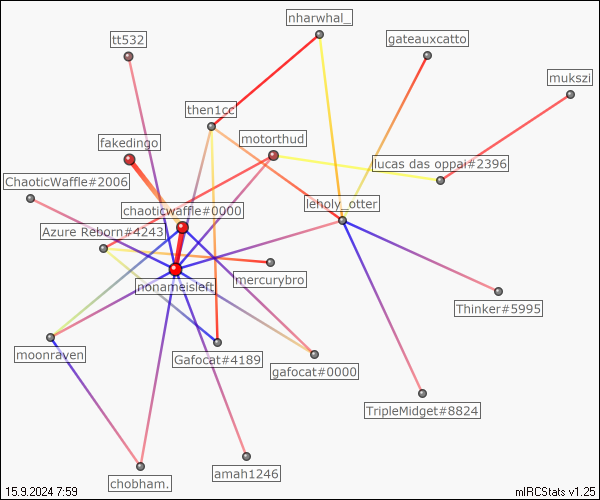 nharwhal_
tt532
gateauxcatto
mukszi
then1cc
fakedingo
motorthud
lucas das oppai#2396
ChaoticWaffle#2006
chaoticwaffle#0000
leholy_otter
Azure Reborn#4243
nonameisleft
mercurybro
Thinker#5995
moonraven
Gafocat#4189
gafocat#0000
TripleMidget#8824
chobham.
amah1246
15.9.2024 7:59
mIRCStats v1.25